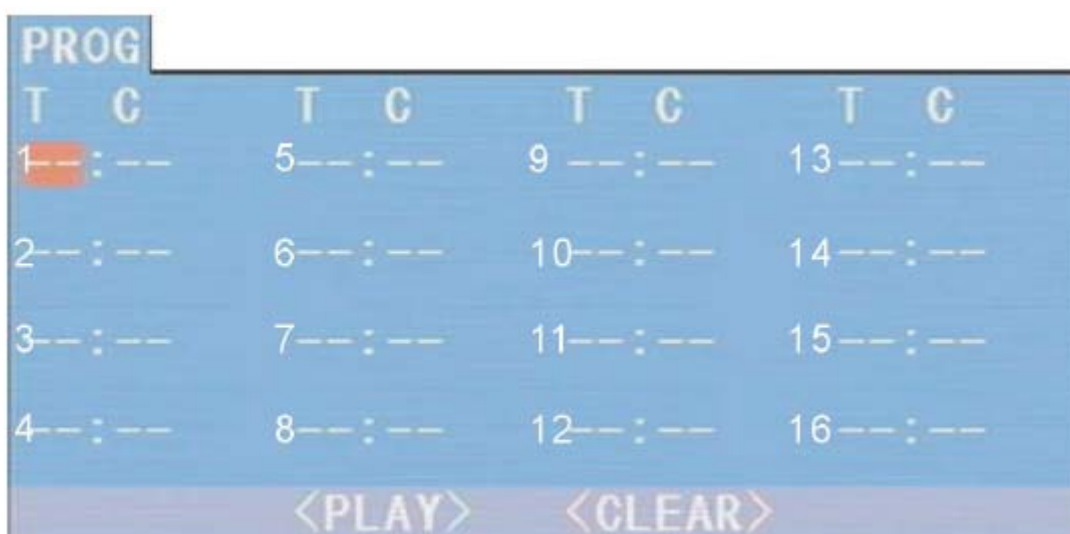 PROG
T C T C T C T C
1--:-- 5--:-- 9 --:-- 13--:--
2--:-- 6--:-- 10--:-- 14--:--
3--:-- 7--:-- 11--:-- 15--:--
4--:-- 8--:-- 12--:-- 16--:--
<PLAY> <CLEAR>